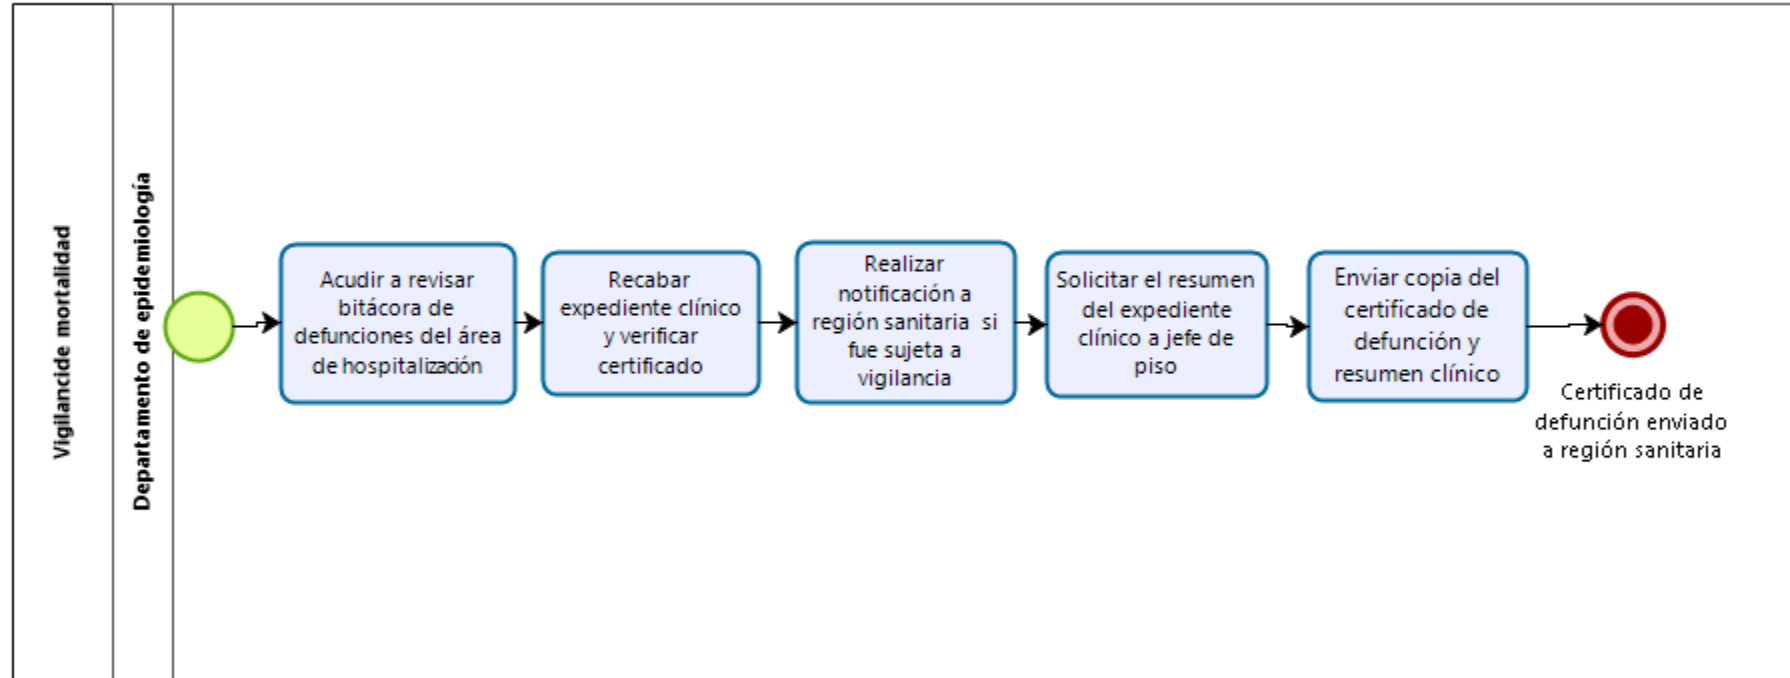 Vigilancide mortalidad
Departamento de epidemiología
Acudir a revisar
bitácora de
defunciones del área
de hospitalización
Recabar
expediente clínico
y verificar
certificado
Realizar
notificación a
región sanitaria si
fue sujeta a
vigilancia
Solicitar el resumen
del expediente
clínico a jefe de
piso
Enviar copia del
certificado de
defunción y
resumen clínico
Certificado de
defunción enviado
a región sanitaria